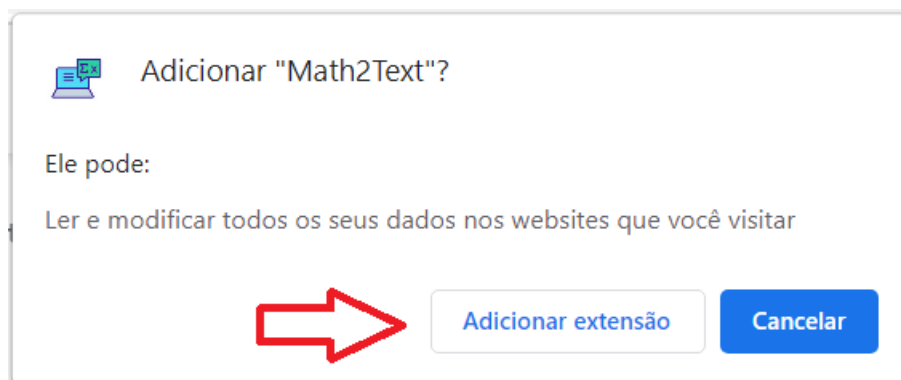 Adicionar "Math2Text"?
Ele pode:
Ler e modificar todos os seus dados nos websites que você visitar
Adicionar extensão
Cancelar